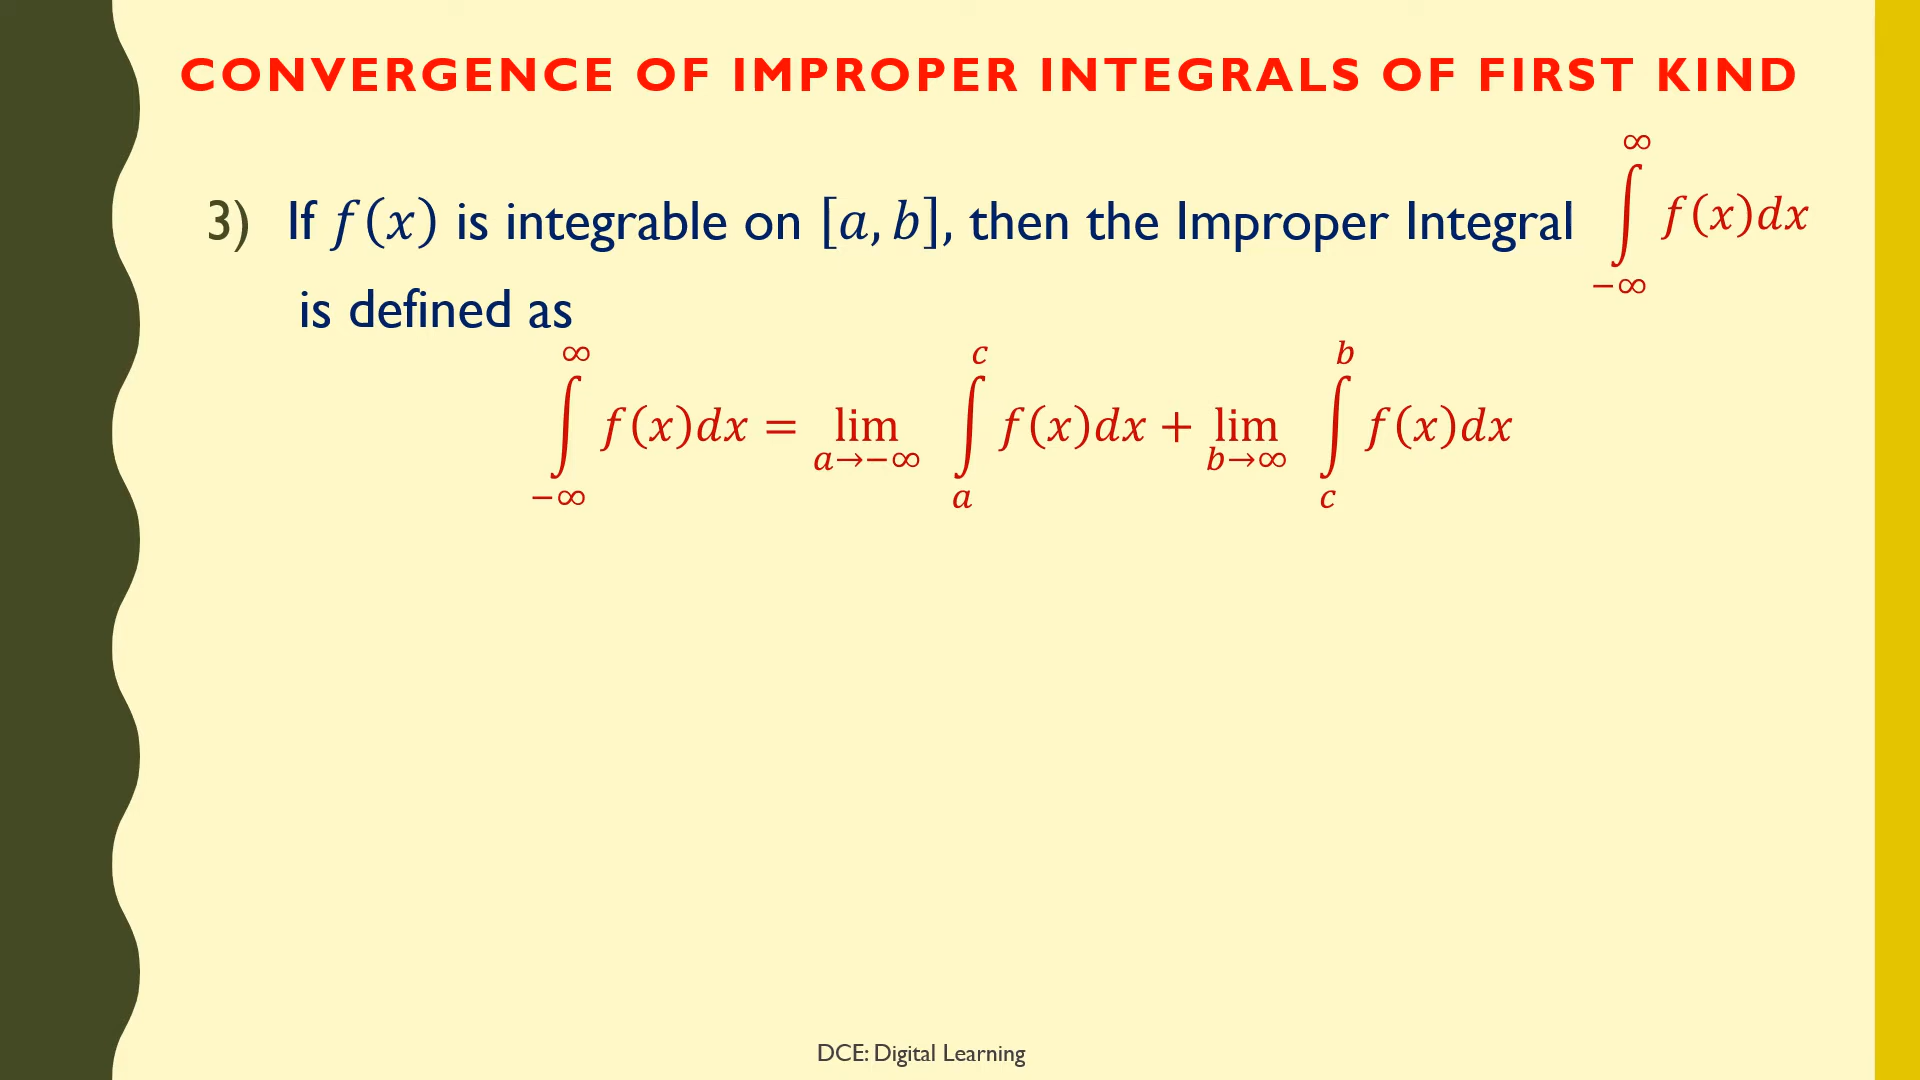 CONVERGENCE OF IMPROPER INTEGRALS OF FIRST KIND
3) If f(x) is integrable on [a, b], then the Improper Integral ∫_{−∞}^{∞} f(x)dx
is defined as
∫_{−∞}^{∞} f(x)dx = lim_{a→−∞} ∫_{a}^{c} f(x)dx + lim_{b→∞} ∫_{c}^{b} f(x)dx
DCE: Digital Learning